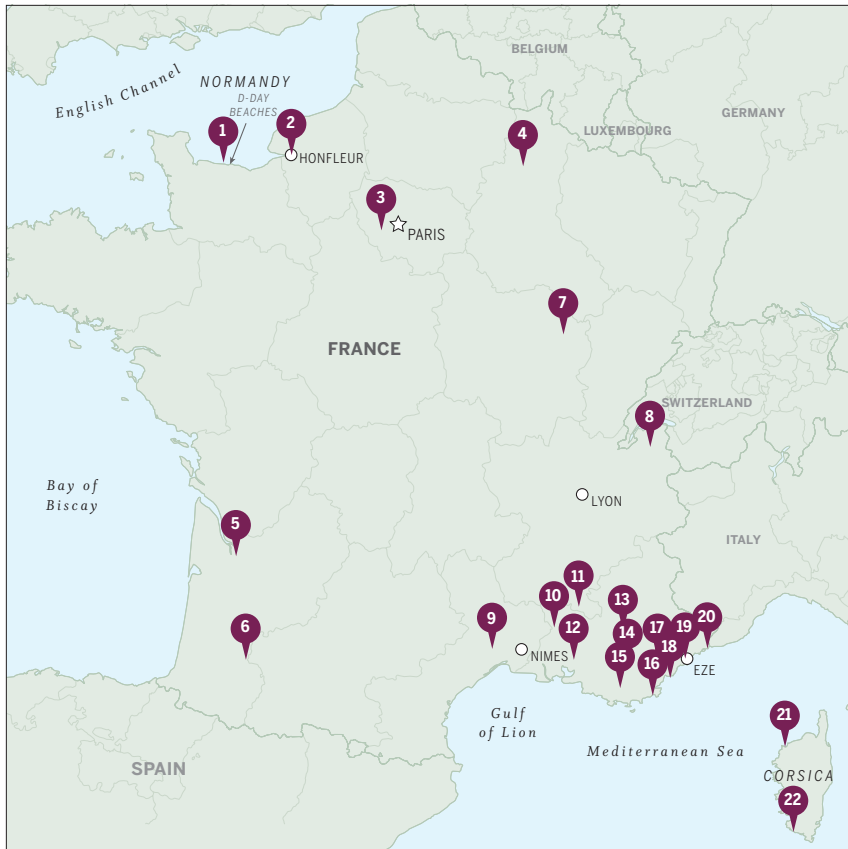 BELGIUM
English Channel
NORMANDY
D-DAY
BEACHES
GERMANY
LUXEMBOURG
1
2
4
HONFLEUR
3
PARIS
7
FRANCE
8
SWITZERLAND
Bay of
Biscay
LYON
5
ITALY
11
10
13
6
9
12
14
17
19
20
NIMES
15
16
18
EZE
Gulf
of Lion
21
Mediterranean Sea
SPAIN
CORSICA
22